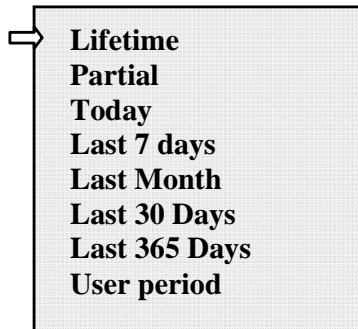 Lifetime
Partial
Today
Last 7 days
Last Month
Last 30 Days
Last 365 Days
User period